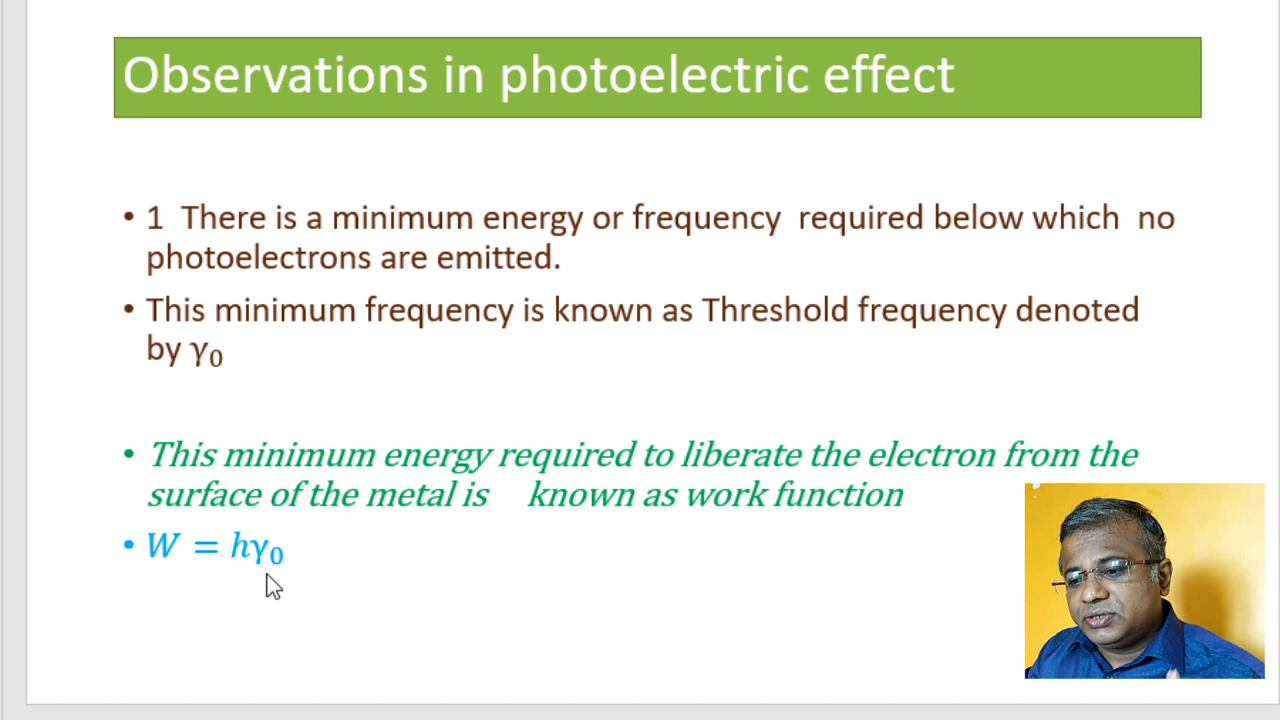 Observations in photoelectric effect
• 1 There is a minimum energy or frequency required below which no
photoelectrons are emitted.
• This minimum frequency is known as Threshold frequency denoted
by γ₀
• This minimum energy required to liberate the electron from the
surface of the metal is known as work function
• W = hγ₀